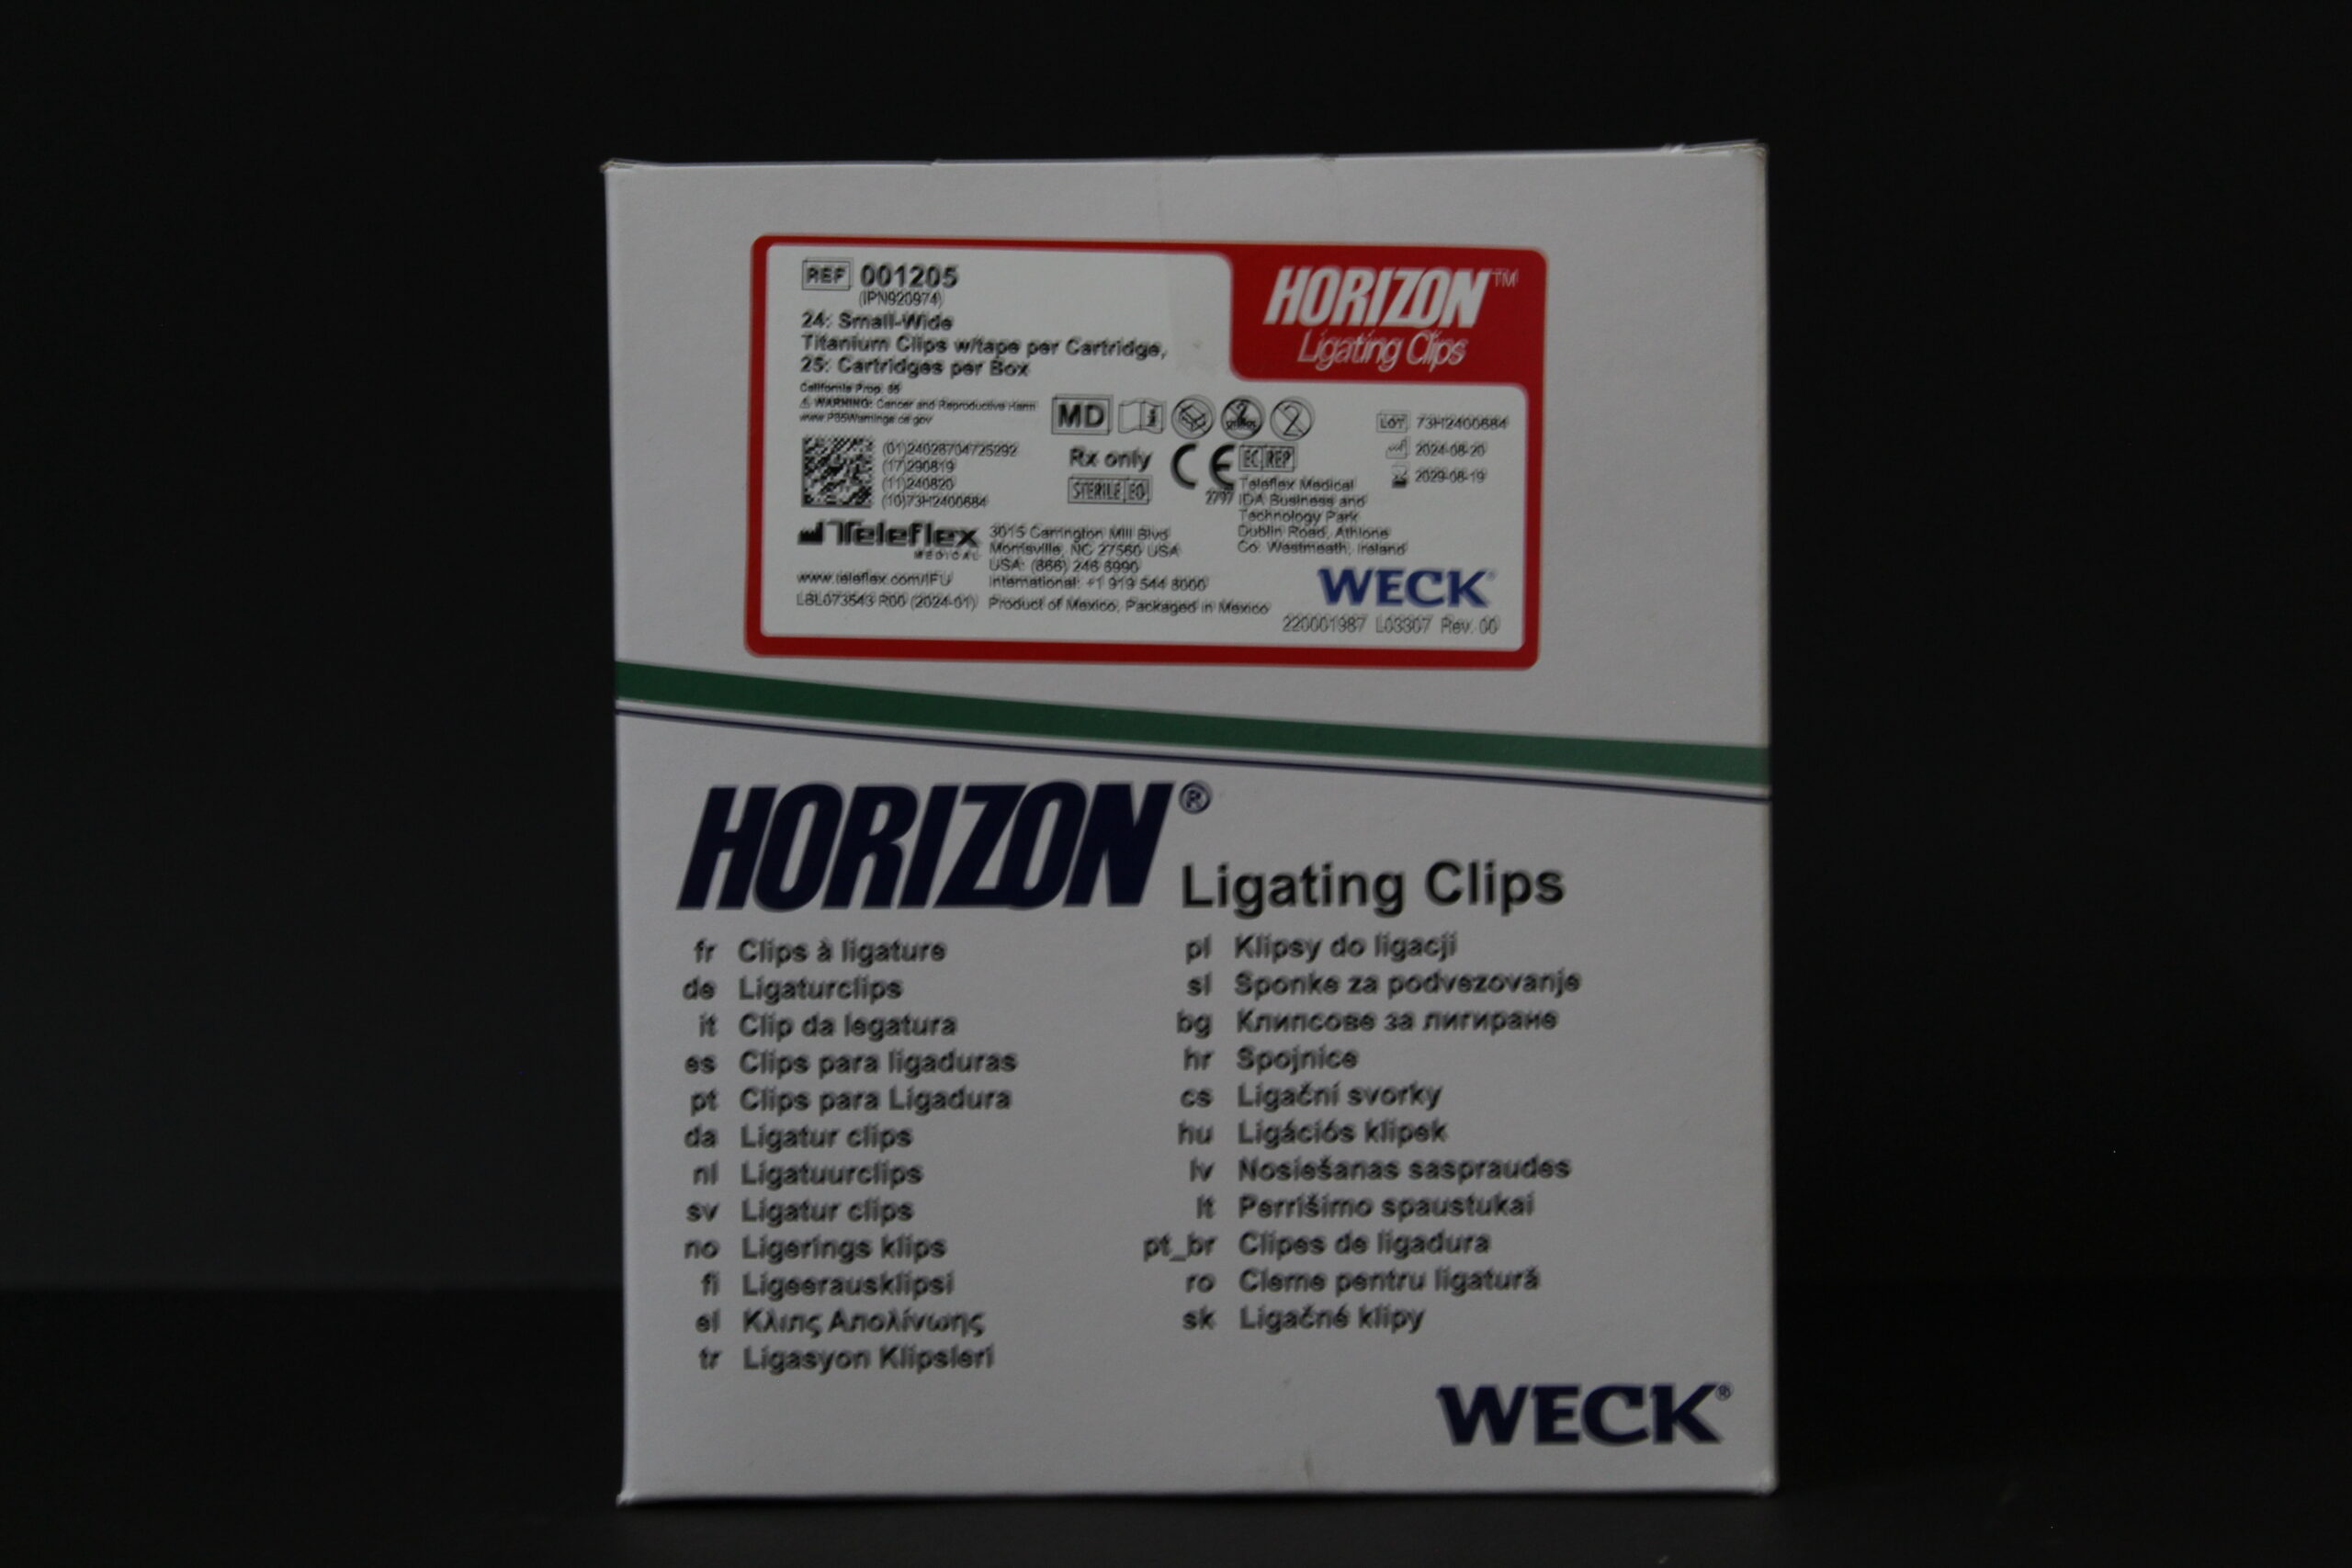 REF 001205
(IPN920974)
24: Small-Wide
Titanium Clips w/tape per Cartridge,
25: Cartridges per Box
California Prop. 65
⚠ WARNING: Cancer and Reproductive Harm
www.P65Warnings.ca.gov
HORIZON™
Ligating Clips
MD
LOT 73H2400684
2024-08-20
2029-08-19
(01)24026704725292
(17)290819
(11)240820
(10)73H2400684
Rx only
STERILE EO
CE
2797
EC REP
Teleflex Medical
IDA Business and
Technology Park
Dublin Road, Athlone
Co. Westmeath, Ireland
Teleflex
MEDICAL
3015 Carrington Mill Blvd
Morrisville, NC 27560 USA
USA: (866) 246 6990
International: +1 919 544 8000
www.teleflex.com/IFU
LBL073543 R00 (2024-01) Product of Mexico, Packaged in Mexico
WECK®
220001987 L03307 Rev. 00
HORIZON® Ligating Clips
fr Clips à ligature
de Ligaturclips
it Clip da legatura
es Clips para ligaduras
pt Clips para Ligadura
da Ligatur clips
nl Ligatuurclips
sv Ligatur clips
no Ligerings klips
fi Ligeerausklipsi
el Κλιπς Απολίνωης
tr Ligasyon Klipsleri
pl Klipsy do ligacji
sl Sponke za podvezovanje
bg Клипсове за лигиране
hr Spojnice
cs Ligační svorky
hu Ligációs klipek
lv Nosiešanas saspraudes
lt Perrišimo spaustukai
pt_br Clipes de ligadura
ro Cleme pentru ligatură
sk Ligačné klipy
WECK®